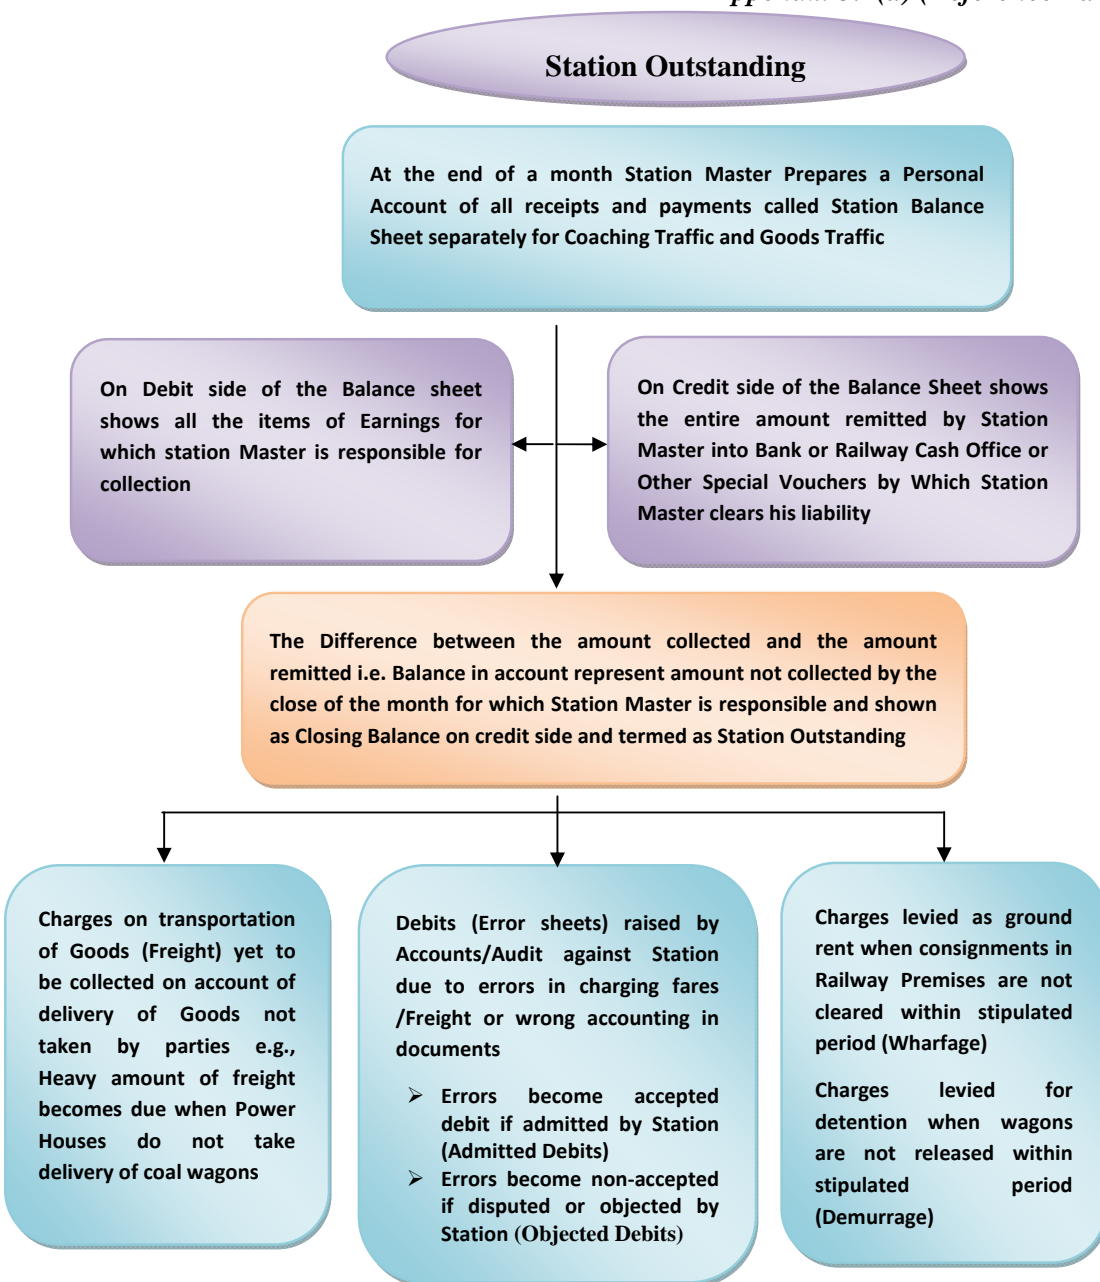 Station Outstanding
At the end of a month Station Master Prepares a Personal
Account of all receipts and payments called Station Balance
Sheet separately for Coaching Traffic and Goods Traffic
On Debit side of the Balance sheet
shows all the items of Earnings for
which station Master is responsible for
collection
On Credit side of the Balance Sheet shows
the entire amount remitted by Station
Master into Bank or Railway Cash Office or
Other Special Vouchers by Which Station
Master clears his liability
The Difference between the amount collected and the amount
remitted i.e. Balance in account represent amount not collected by the
close of the month for which Station Master is responsible and shown
as Closing Balance on credit side and termed as Station Outstanding
Charges on transportation
of Goods (Freight) yet to
be collected on account of
delivery of Goods not
taken by parties e.g.,
Heavy amount of freight
becomes due when Power
Houses do not take
delivery of coal wagons
Debits (Error sheets) raised by
Accounts/Audit against Station
due to errors in charging fares
/Freight or wrong accounting in
documents
➢ Errors become accepted
debit if admitted by Station
(Admitted Debits)
➢ Errors become non-accepted
if disputed or objected by
Station (Objected Debits)
Charges levied as ground
rent when consignments in
Railway Premises are not
cleared within stipulated
period (Wharfage)
Charges levied for
detention when wagons
are not released within
stipulated period
(Demurrage)